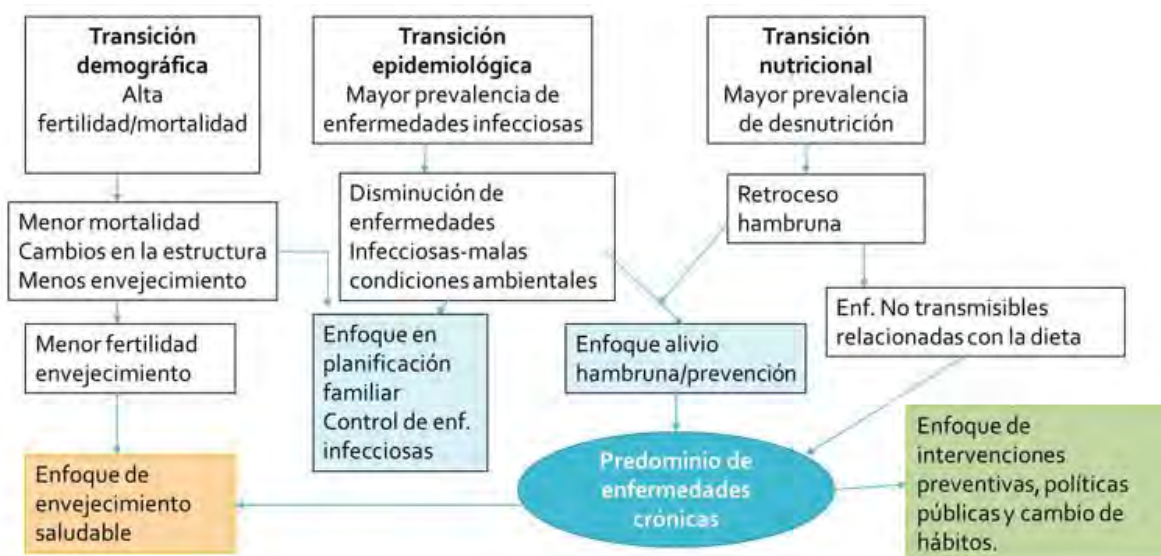 Transición
demográfica
Alta
fertilidad/mortalidad
Transición
epidemiológica
Mayor prevalencia de
enfermedades infecciosas
Transición
nutricional
Mayor prevalencia
de desnutrición
Menor mortalidad
Cambios en la estructura
Menos envejecimiento
Disminución de
enfermedades
Infecciosas-malas
condiciones ambientales
Retroceso
hambruna
Menor fertilidad
envejecimiento
Enfoque en
planificación
familiar
Control de enf.
infecciosas
Enfoque alivio
hambruna/prevención
Enf. No transmisibles
relacionadas con la dieta
Enfoque de
envejecimiento
saludable
Predominio de
enfermedades
crónicas
Enfoque de
intervenciones
preventivas, políticas
públicas y cambio de
hábitos.